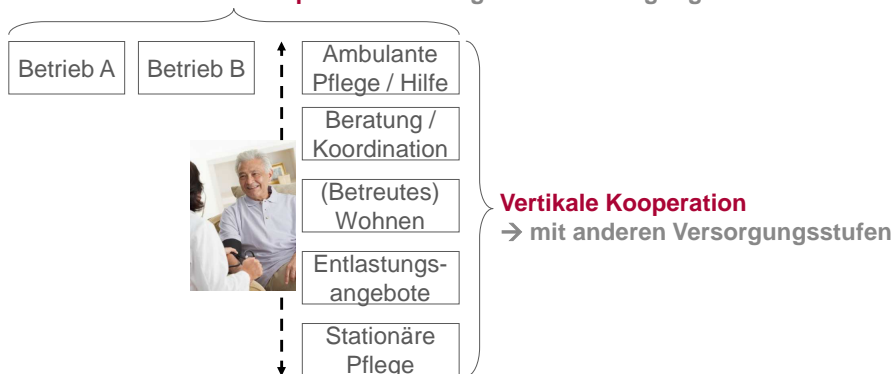 Betrieb A
Betrieb B
Ambulante
Pflege / Hilfe
Beratung /
Koordination
(Betreutes)
Wohnen
Entlastungs-
angebote
Stationäre
Pflege
Vertikale Kooperation
→ mit anderen Versorgungsstufen